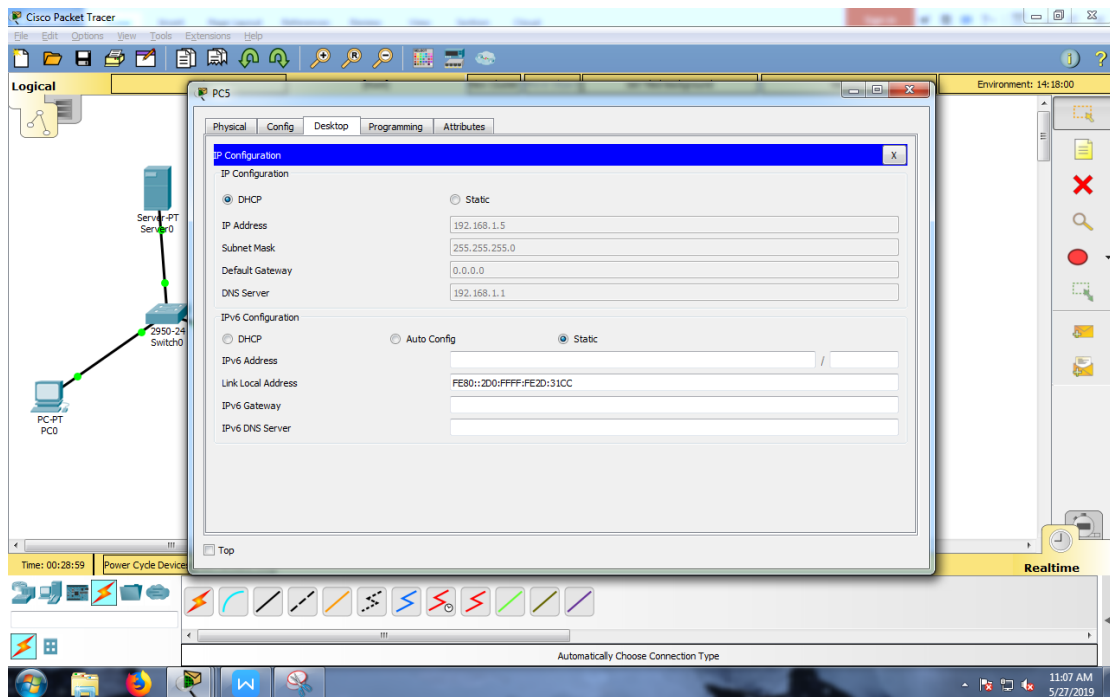 Cisco Packet Tracer
File Edit Options View Tools Extensions Help
Logical
Environment: 14:18:00
PC5
Physical Config Desktop Programming Attributes
IP Configuration X
IP Configuration
DHCP Static
IP Address 192.168.1.5
Subnet Mask 255.255.255.0
Default Gateway 0.0.0.0
DNS Server 192.168.1.1
IPv6 Configuration
DHCP Auto Config Static
IPv6 Address /
Link Local Address FE80::2D0:FFFF:FE2D:31CC
IPv6 Gateway
IPv6 DNS Server
Top
Server-PT
Server0
2950-24
Switch0
PC-PT
PC0
Time: 00:28:59 Power Cycle Device
Realtime
Automatically Choose Connection Type
11:07 AM
5/27/2019